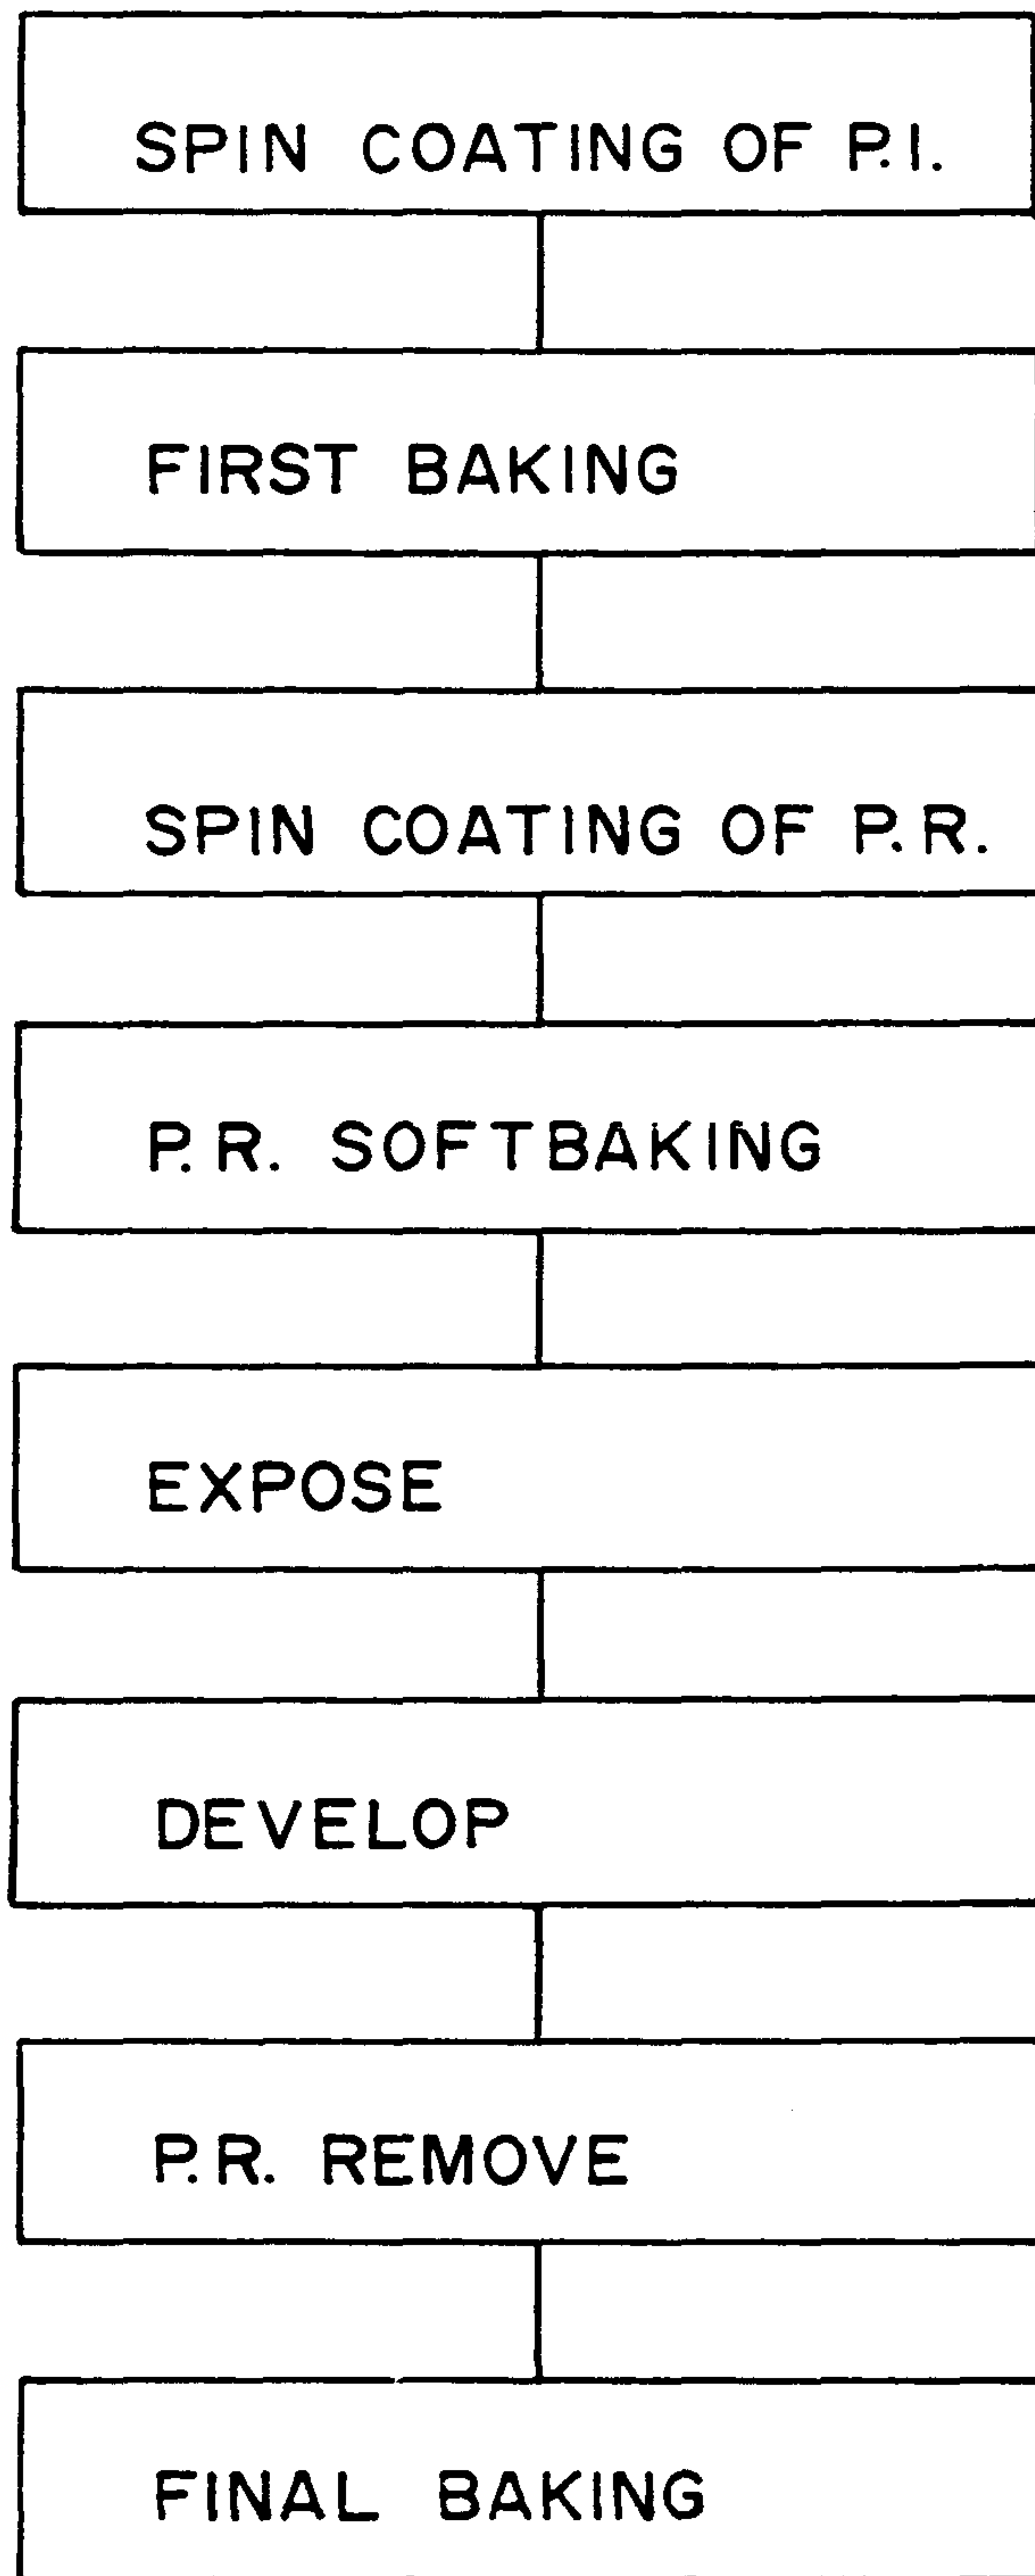 SPIN COATING OF P.I.
FIRST BAKING
SPIN COATING OF P.R.
P.R. SOFTBAKING
EXPOSE
DEVELOP
P.R. REMOVE
FINAL BAKING